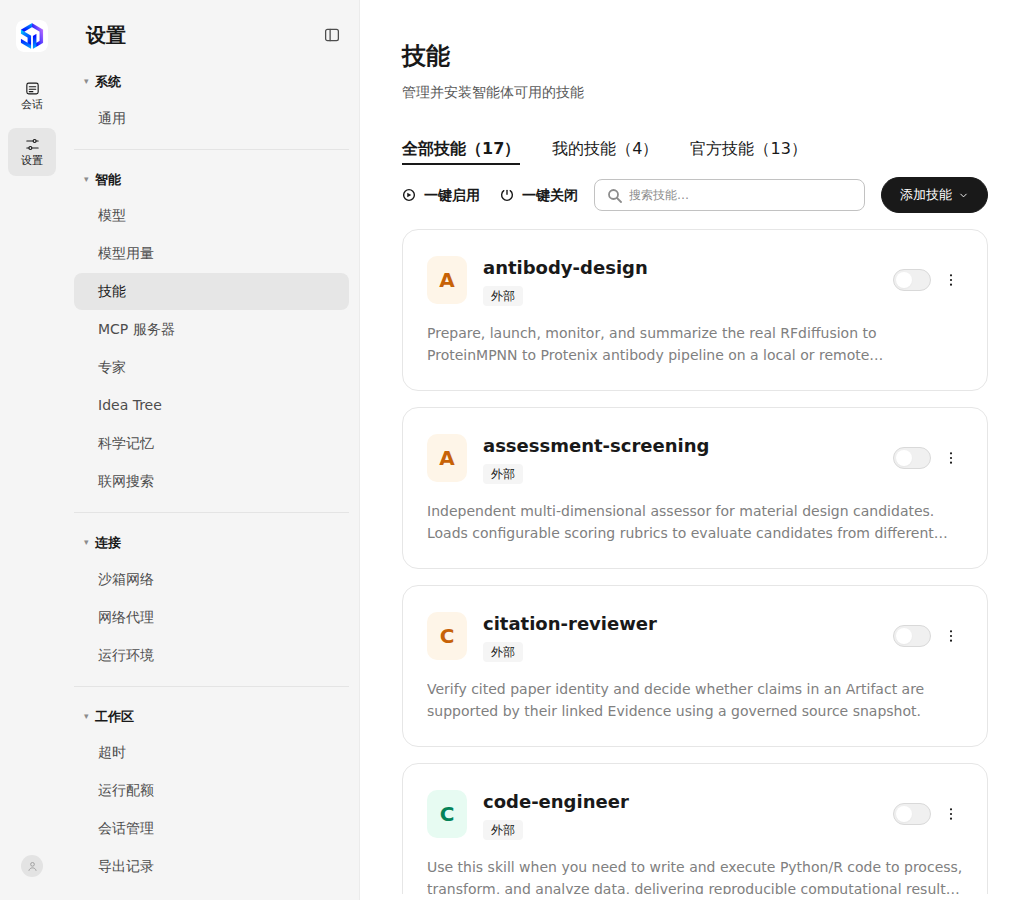 会话
设置
设置
系统
通用
智能
模型
模型用量
技能
MCP 服务器
专家
Idea Tree
科学记忆
联网搜索
连接
沙箱网络
网络代理
运行环境
工作区
超时
运行配额
会话管理
导出记录
技能
管理并安装智能体可用的技能
全部技能（17） 我的技能（4） 官方技能（13）
一键启用 一键关闭 搜索技能... 添加技能
A antibody-design
外部
Prepare, launch, monitor, and summarize the real RFdiffusion to
ProteinMPNN to Protenix antibody pipeline on a local or remote…
A assessment-screening
外部
Independent multi-dimensional assessor for material design candidates.
Loads configurable scoring rubrics to evaluate candidates from different…
C citation-reviewer
外部
Verify cited paper identity and decide whether claims in an Artifact are
supported by their linked Evidence using a governed source snapshot.
C code-engineer
外部
Use this skill when you need to write and execute Python/R code to process,
transform, and analyze data, delivering reproducible computational result…